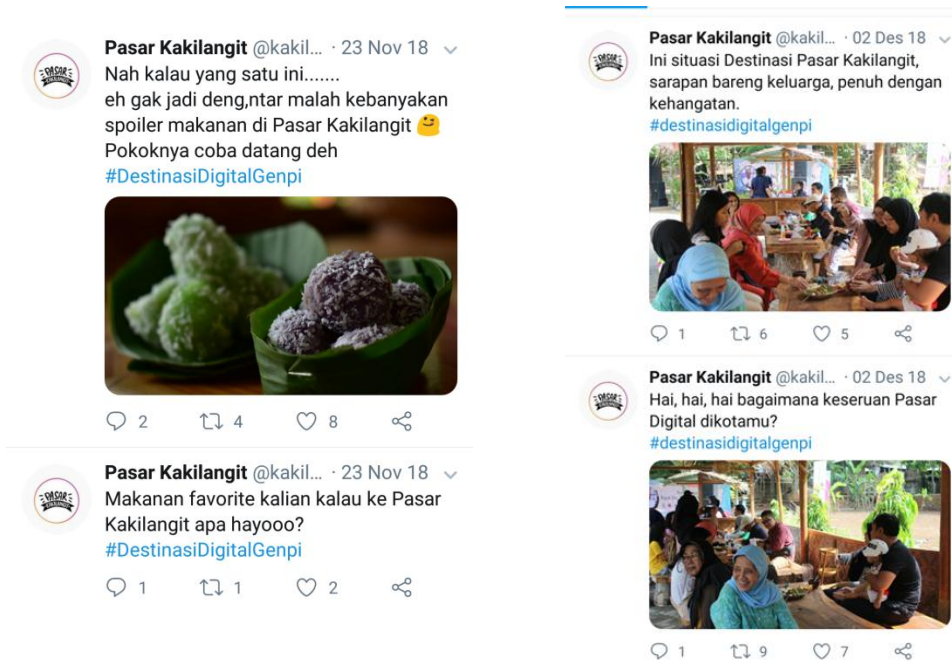 Pasar Kakilangit @kakil... · 23 Nov 18
Nah kalau yang satu ini.......
eh gak jadi deng,ntar malah kebanyakan
spoiler makanan di Pasar Kakilangit 😋
Pokoknya coba datang deh
#DestinasiDigitalGenpi
2 4 8
Pasar Kakilangit @kakil... · 23 Nov 18
Makanan favorite kalian kalau ke Pasar
Kakilangit apa hayooo?
#DestinasiDigitalGenpi
1 1 2
Pasar Kakilangit @kakil... · 02 Des 18
Ini situasi Destinasi Pasar Kakilangit,
sarapan bareng keluarga, penuh dengan
kehangatan.
#destinasidigitalgenpi
1 6 5
Pasar Kakilangit @kakil... · 02 Des 18
Hai, hai, hai bagaimana keseruan Pasar
Digital dikotamu?
#destinasidigitalgenpi
1 9 7